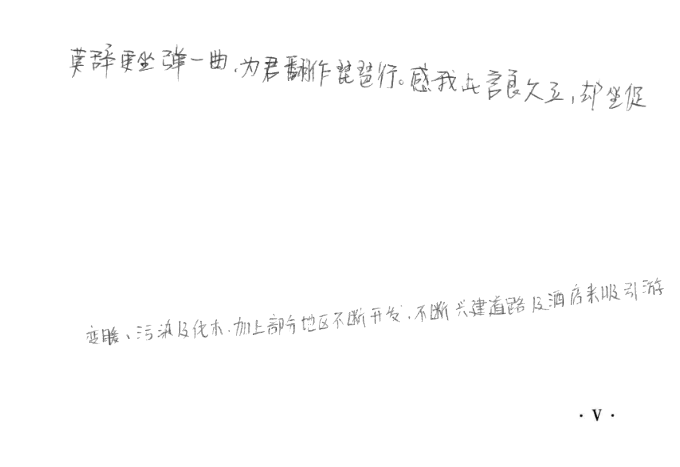 莫辞更坐弹一曲,为君翻作琵琶行。感我此言良久立,却坐促
变暖、污染及伐木,加上部分地区不断开发,不断兴建道路及酒店来吸引游
· V ·